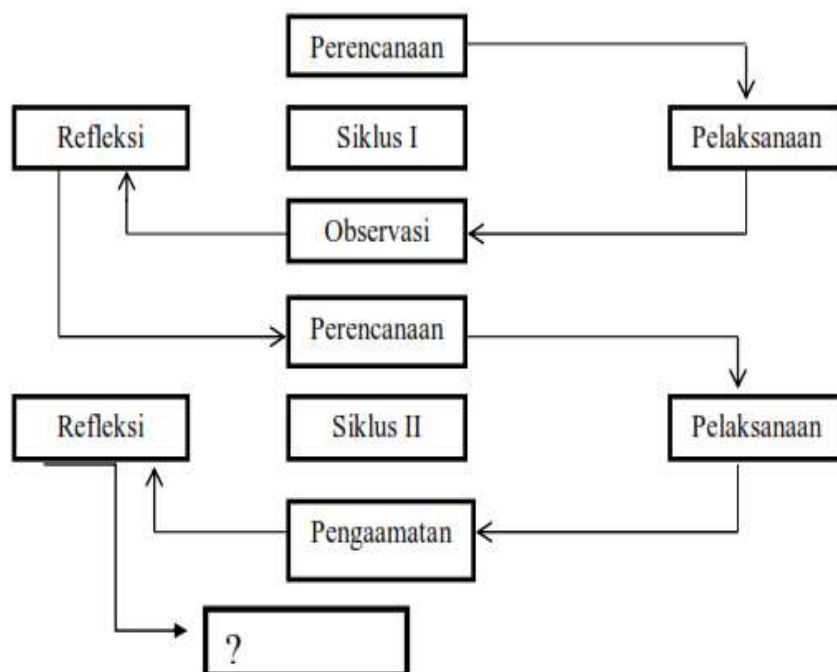 Perencanaan
Refleksi
Siklus I
Pelaksanaan
Observasi
Perencanaan
Refleksi
Siklus II
Pelaksanaan
Pengaamatan
?